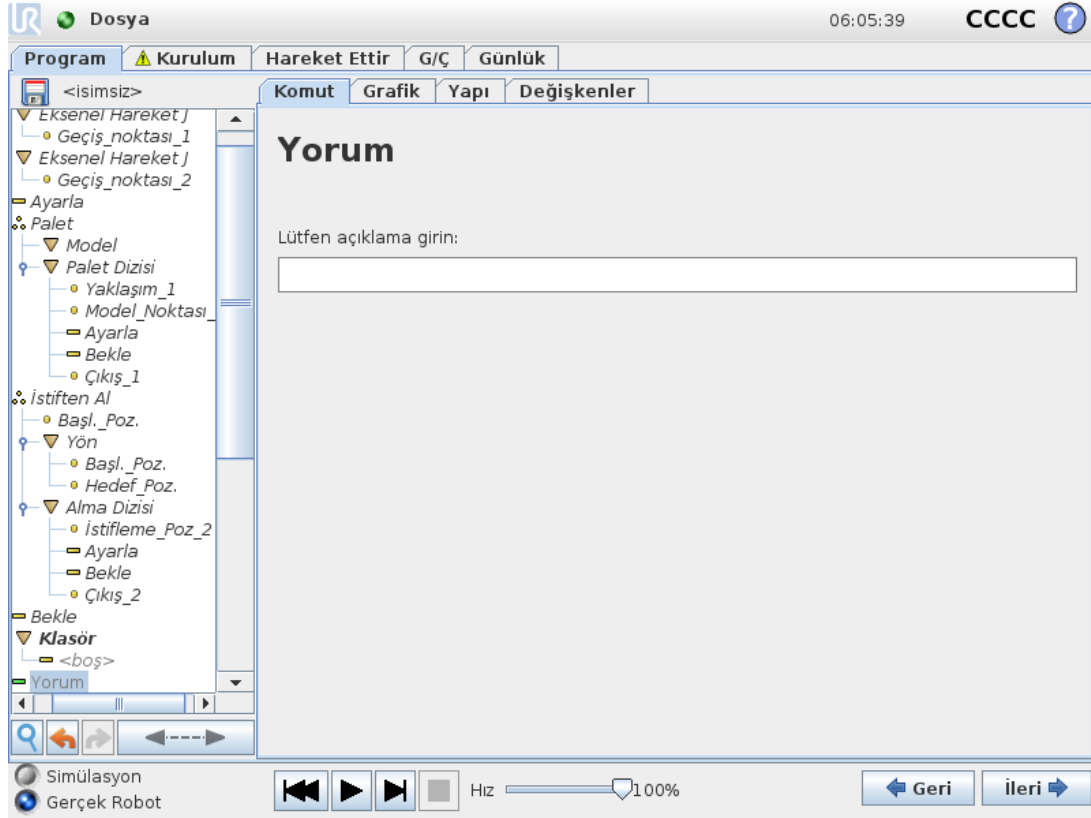 UR Dosya 06:05:39 CCCC ?
Program Kurulum Hareket Ettir G/Ç Günlük
<isimsiz>
Komut Grafik Yapı Değişkenler
Eksenel Hareket J
Geçiş_noktası_1
Eksenel Hareket J
Geçiş_noktası_2
Ayarla
Palet
Model
Palet Dizisi
Yaklaşım_1
Model_Noktası_
Ayarla
Bekle
Çıkış_1
İstiften Al
Başl._Poz.
Yön
Başl._Poz.
Hedef_Poz.
Alma Dizisi
İstifleme_Poz_2
Ayarla
Bekle
Çıkış_2
Bekle
Klasör
<boş>
Yorum
Yorum
Lütfen açıklama girin:
Simülasyon
Gerçek Robot
Hız 100%
Geri İleri